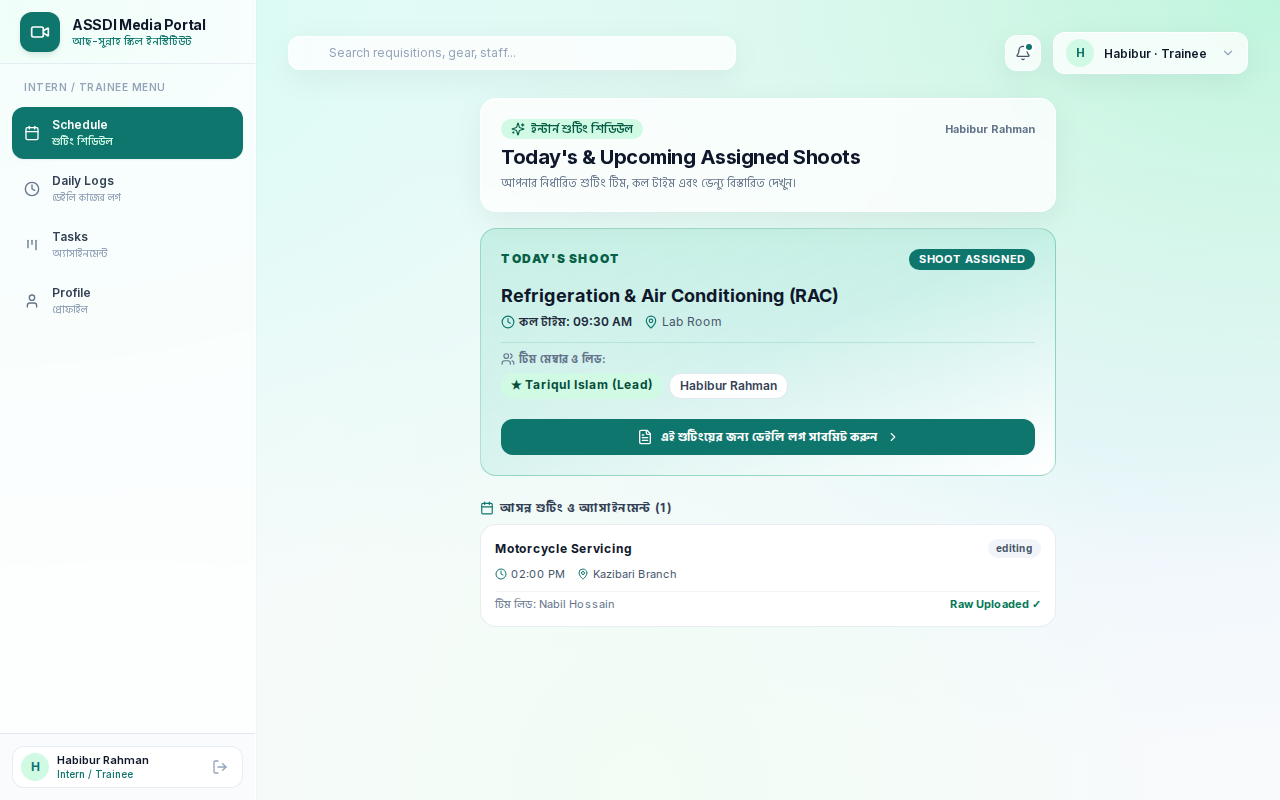 ASSDI Media Portal
আছ-সুন্নাহ স্কিল ইনস্টিটিউট
INTERN / TRAINEE MENU
Schedule
শুটিং শিডিউল
Daily Logs
ডেইলি কাজের লগ
Tasks
অ্যাসাইনমেন্ট
Profile
প্রোফাইল
Habibur Rahman
Intern / Trainee
H
Search requisitions, gear, staff...
H
Habibur · Trainee
ইন্টার্ন শুটিং শিডিউল
Habibur Rahman
Today's & Upcoming Assigned Shoots
আপনার নির্ধারিত শুটিং টিম, কল টাইম এবং ভেন্যু বিস্তারিত দেখুন।
TODAY'S SHOOT
SHOOT ASSIGNED
Refrigeration & Air Conditioning (RAC)
কল টাইম: 09:30 AM
Lab Room
টিম মেম্বার ও লিড:
★ Tariqul Islam (Lead)
Habibur Rahman
এই শুটিংয়ের জন্য ডেইলি লগ সাবমিট করুন
আসন্ন শুটিং ও অ্যাসাইনমেন্ট (1)
Motorcycle Servicing
editing
02:00 PM
Kazibari Branch
টিম লিড: Nabil Hossain
Raw Uploaded ✓